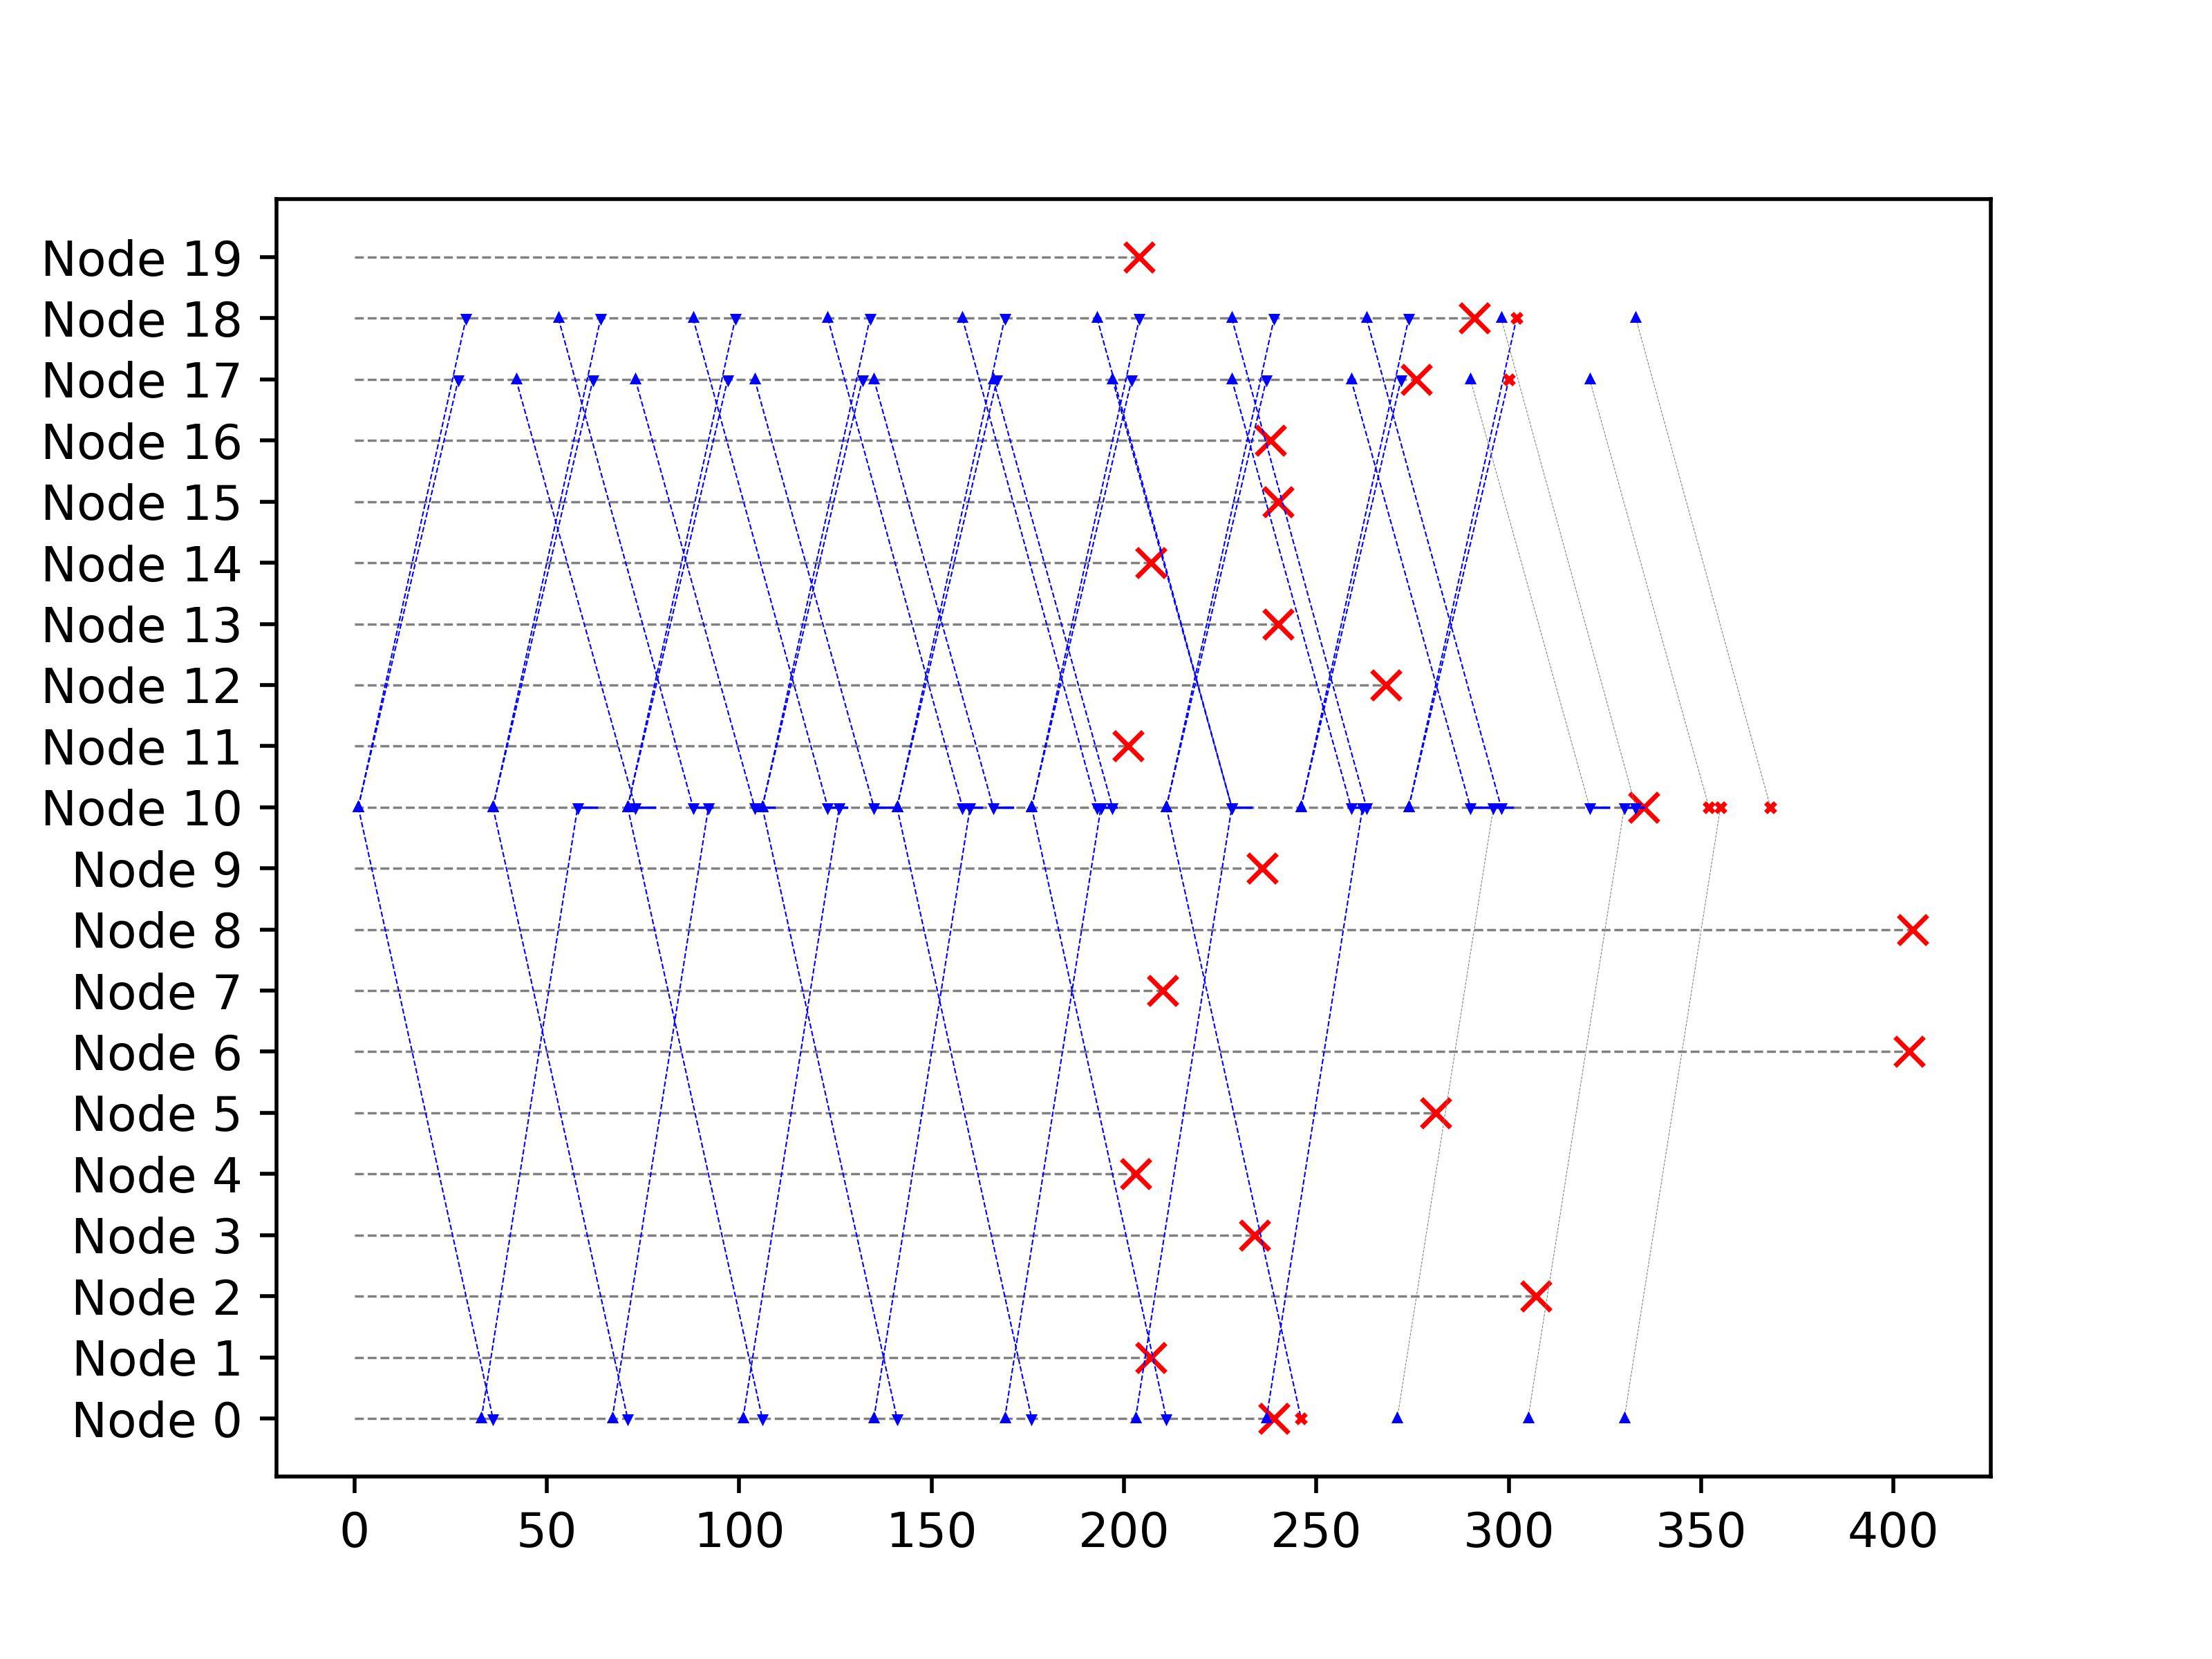 Node 19
Node 18
Node 17
Node 16
Node 15
Node 14
Node 13
Node 12
Node 11
Node 10
Node 9
Node 8
Node 7
Node 6
Node 5
Node 4
Node 3
Node 2
Node 1
Node 0
0 50 100 150 200 250 300 350 400